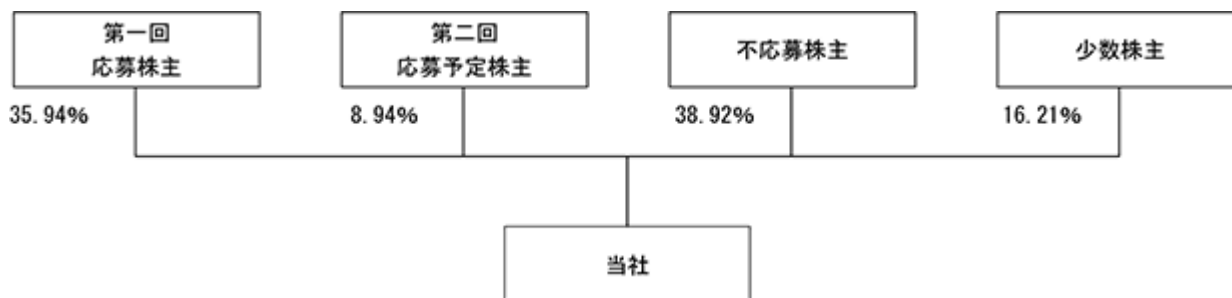 第一回
応募株主
第二回
応募予定株主
不応募株主
少数株主
35.94%
8.94%
38.92%
16.21%
当社